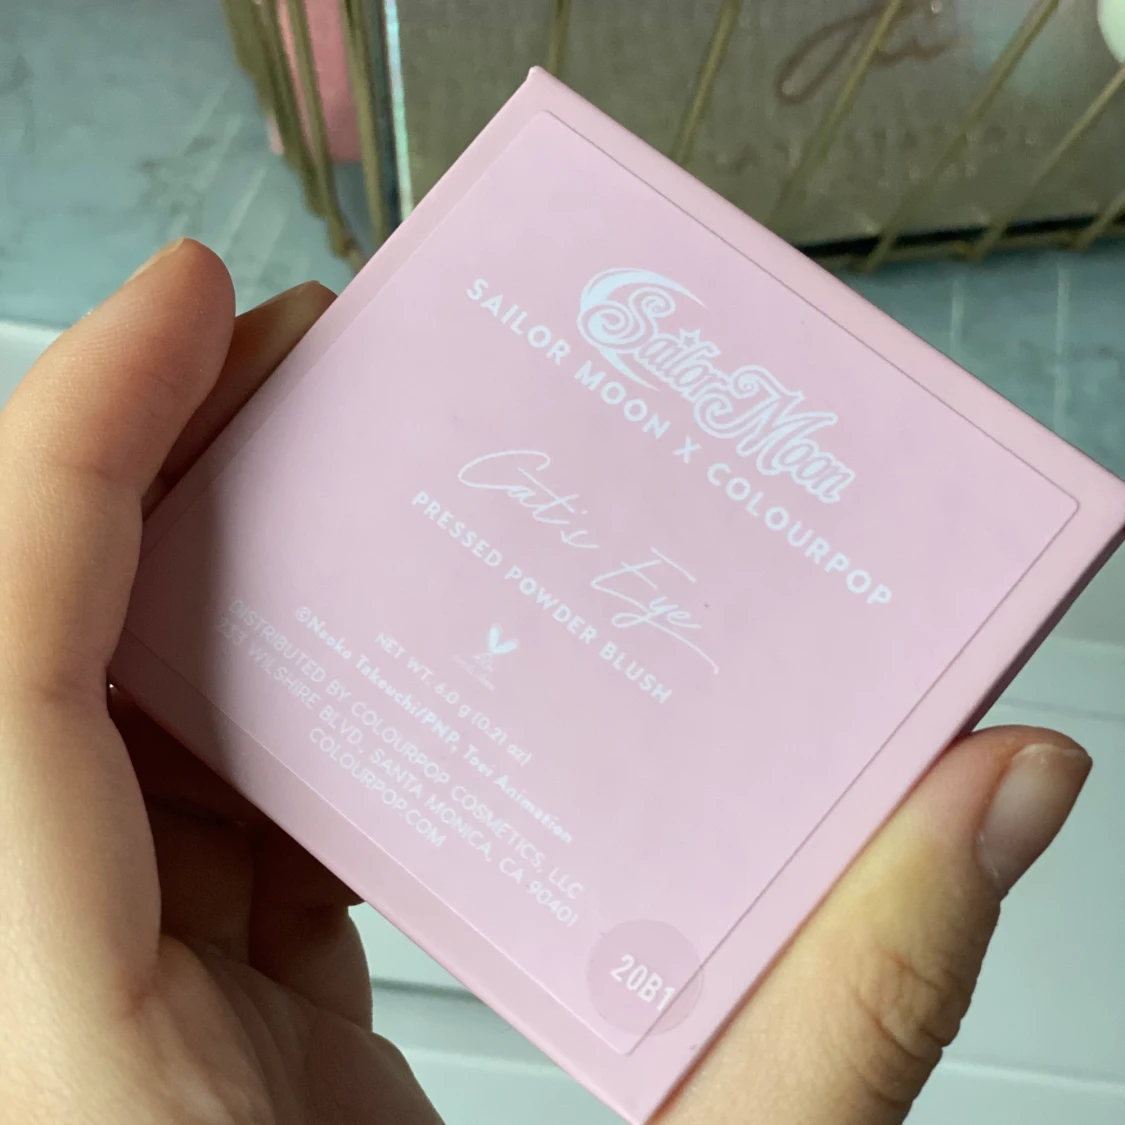 Sailor Moon
SAILOR MOON X COLOURPOP
Cat's Eye
PRESSED POWDER BLUSH
NET WT. 6.0 g (0.21 oz)
©Naoko Takeuchi/PNP, Toei Animation
DISTRIBUTED BY COLOURPOP COSMETICS, LLC
233 WILSHIRE BLVD, SANTA MONICA, CA 90401
COLOURPOP.COM
20B1